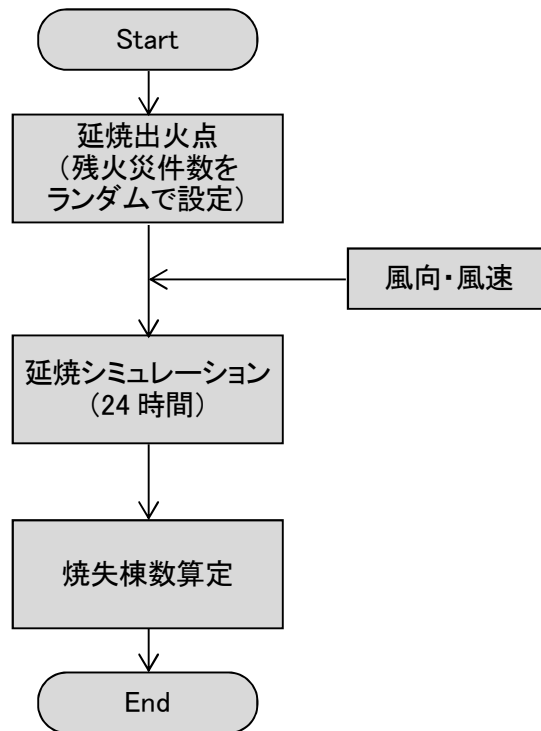 Start
延焼出火点
（残火災件数を
ランダムで設定）
風向・風速
延焼シミュレーション
（24 時間）
焼失棟数算定
End